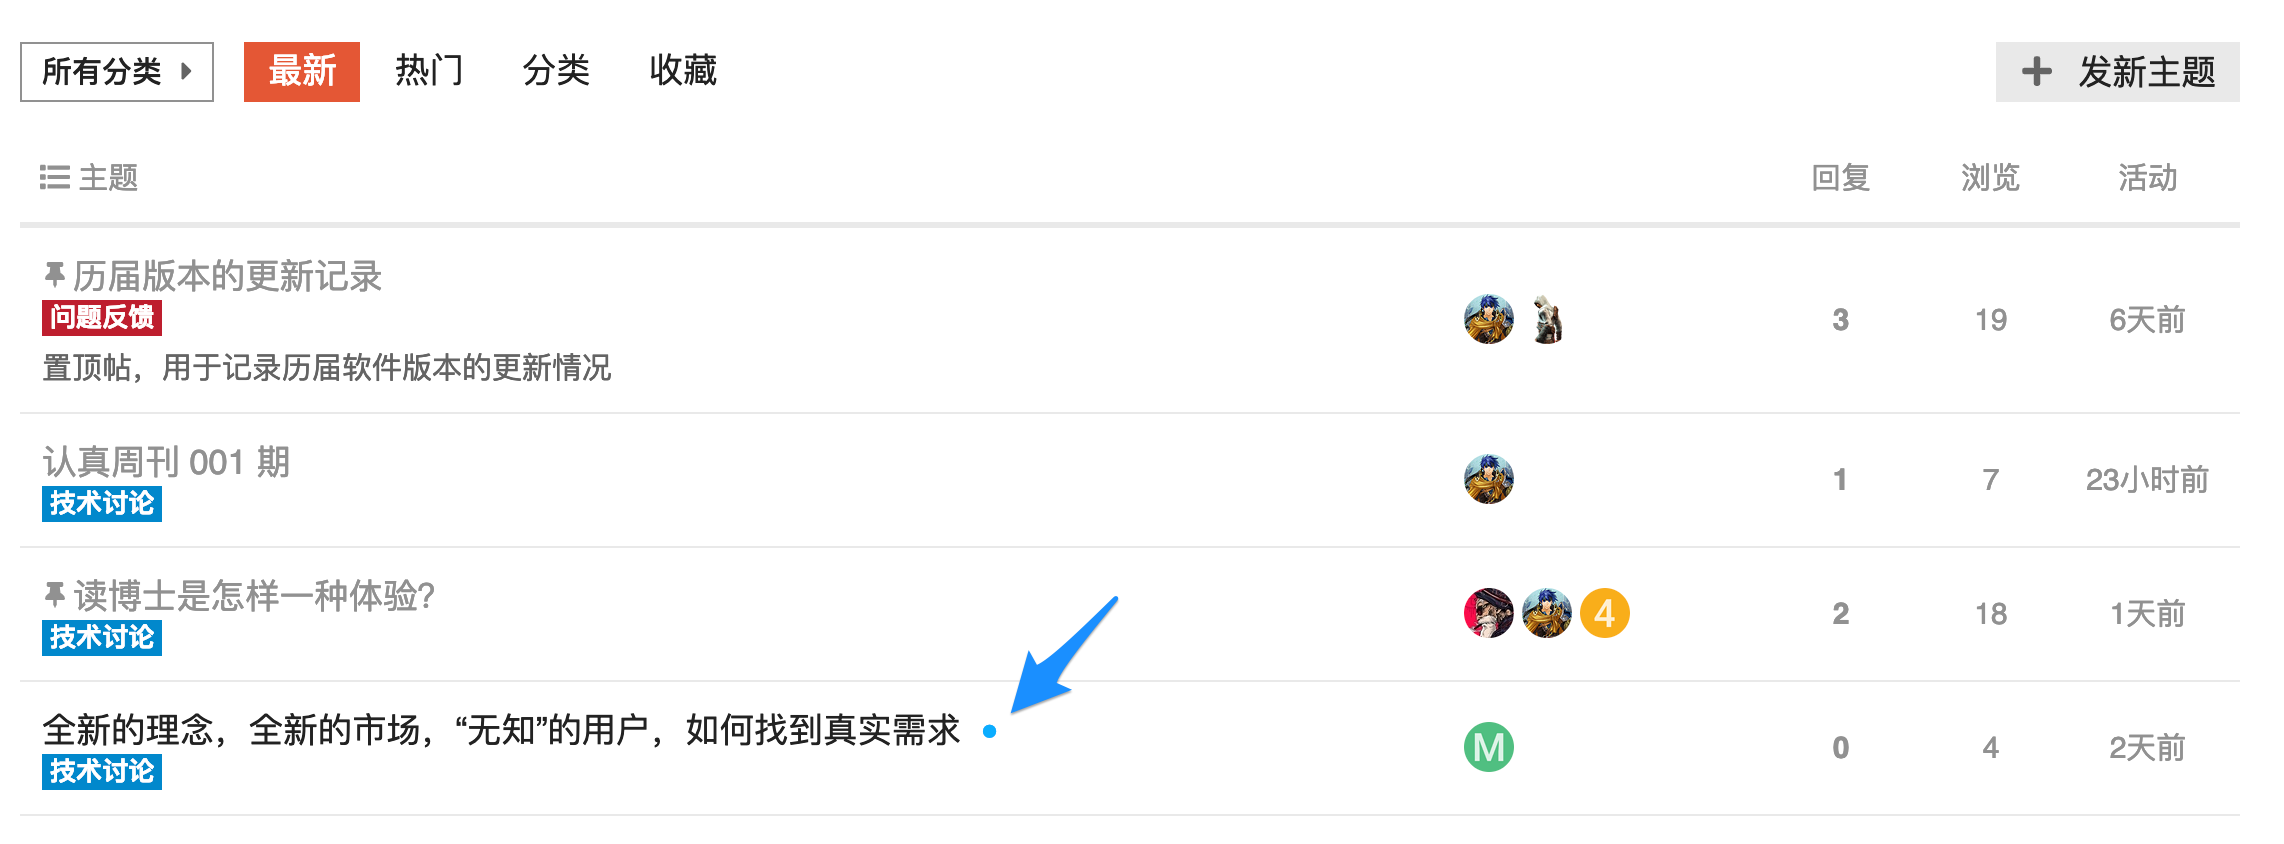 所有分类 最新 热门 分类 收藏 发新主题
主题 回复 浏览 活动
历届版本的更新记录
问题反馈
置顶帖，用于记录历届软件版本的更新情况
3 19 6天前
认真周刊 001 期
技术讨论
1 7 23小时前
读博士是怎样一种体验？
技术讨论
4 2 18 1天前
全新的理念，全新的市场，“无知”的用户，如何找到真实需求
技术讨论
M 0 4 2天前